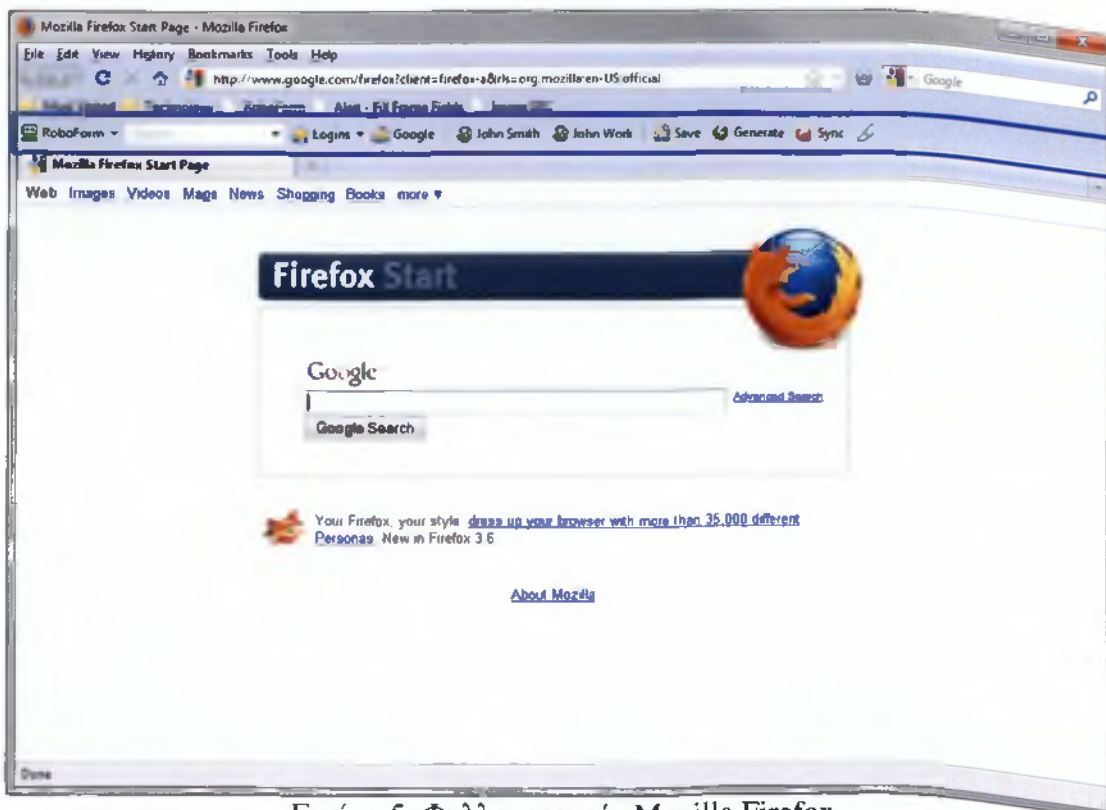 Mozilla Firefox Start Page - Mozilla Firefox
File Edit View History Bookmarks Tools Help
http://www.google.com/firefox?client=firefox-a&rls=org.mozilla:en-US:official Google
RoboForm Logins Google John Smith John Work Save Generate Sync
Mozilla Firefox Start Page
Web Images Videos Maps News Shopping Books more ▼
Firefox Start
Google
Advanced Search
Google Search
Your Firefox, your style dress up your browser with more than 35,000 different
Personas New in Firefox 3.6
About Mozilla
Done
Mozilla Firefox